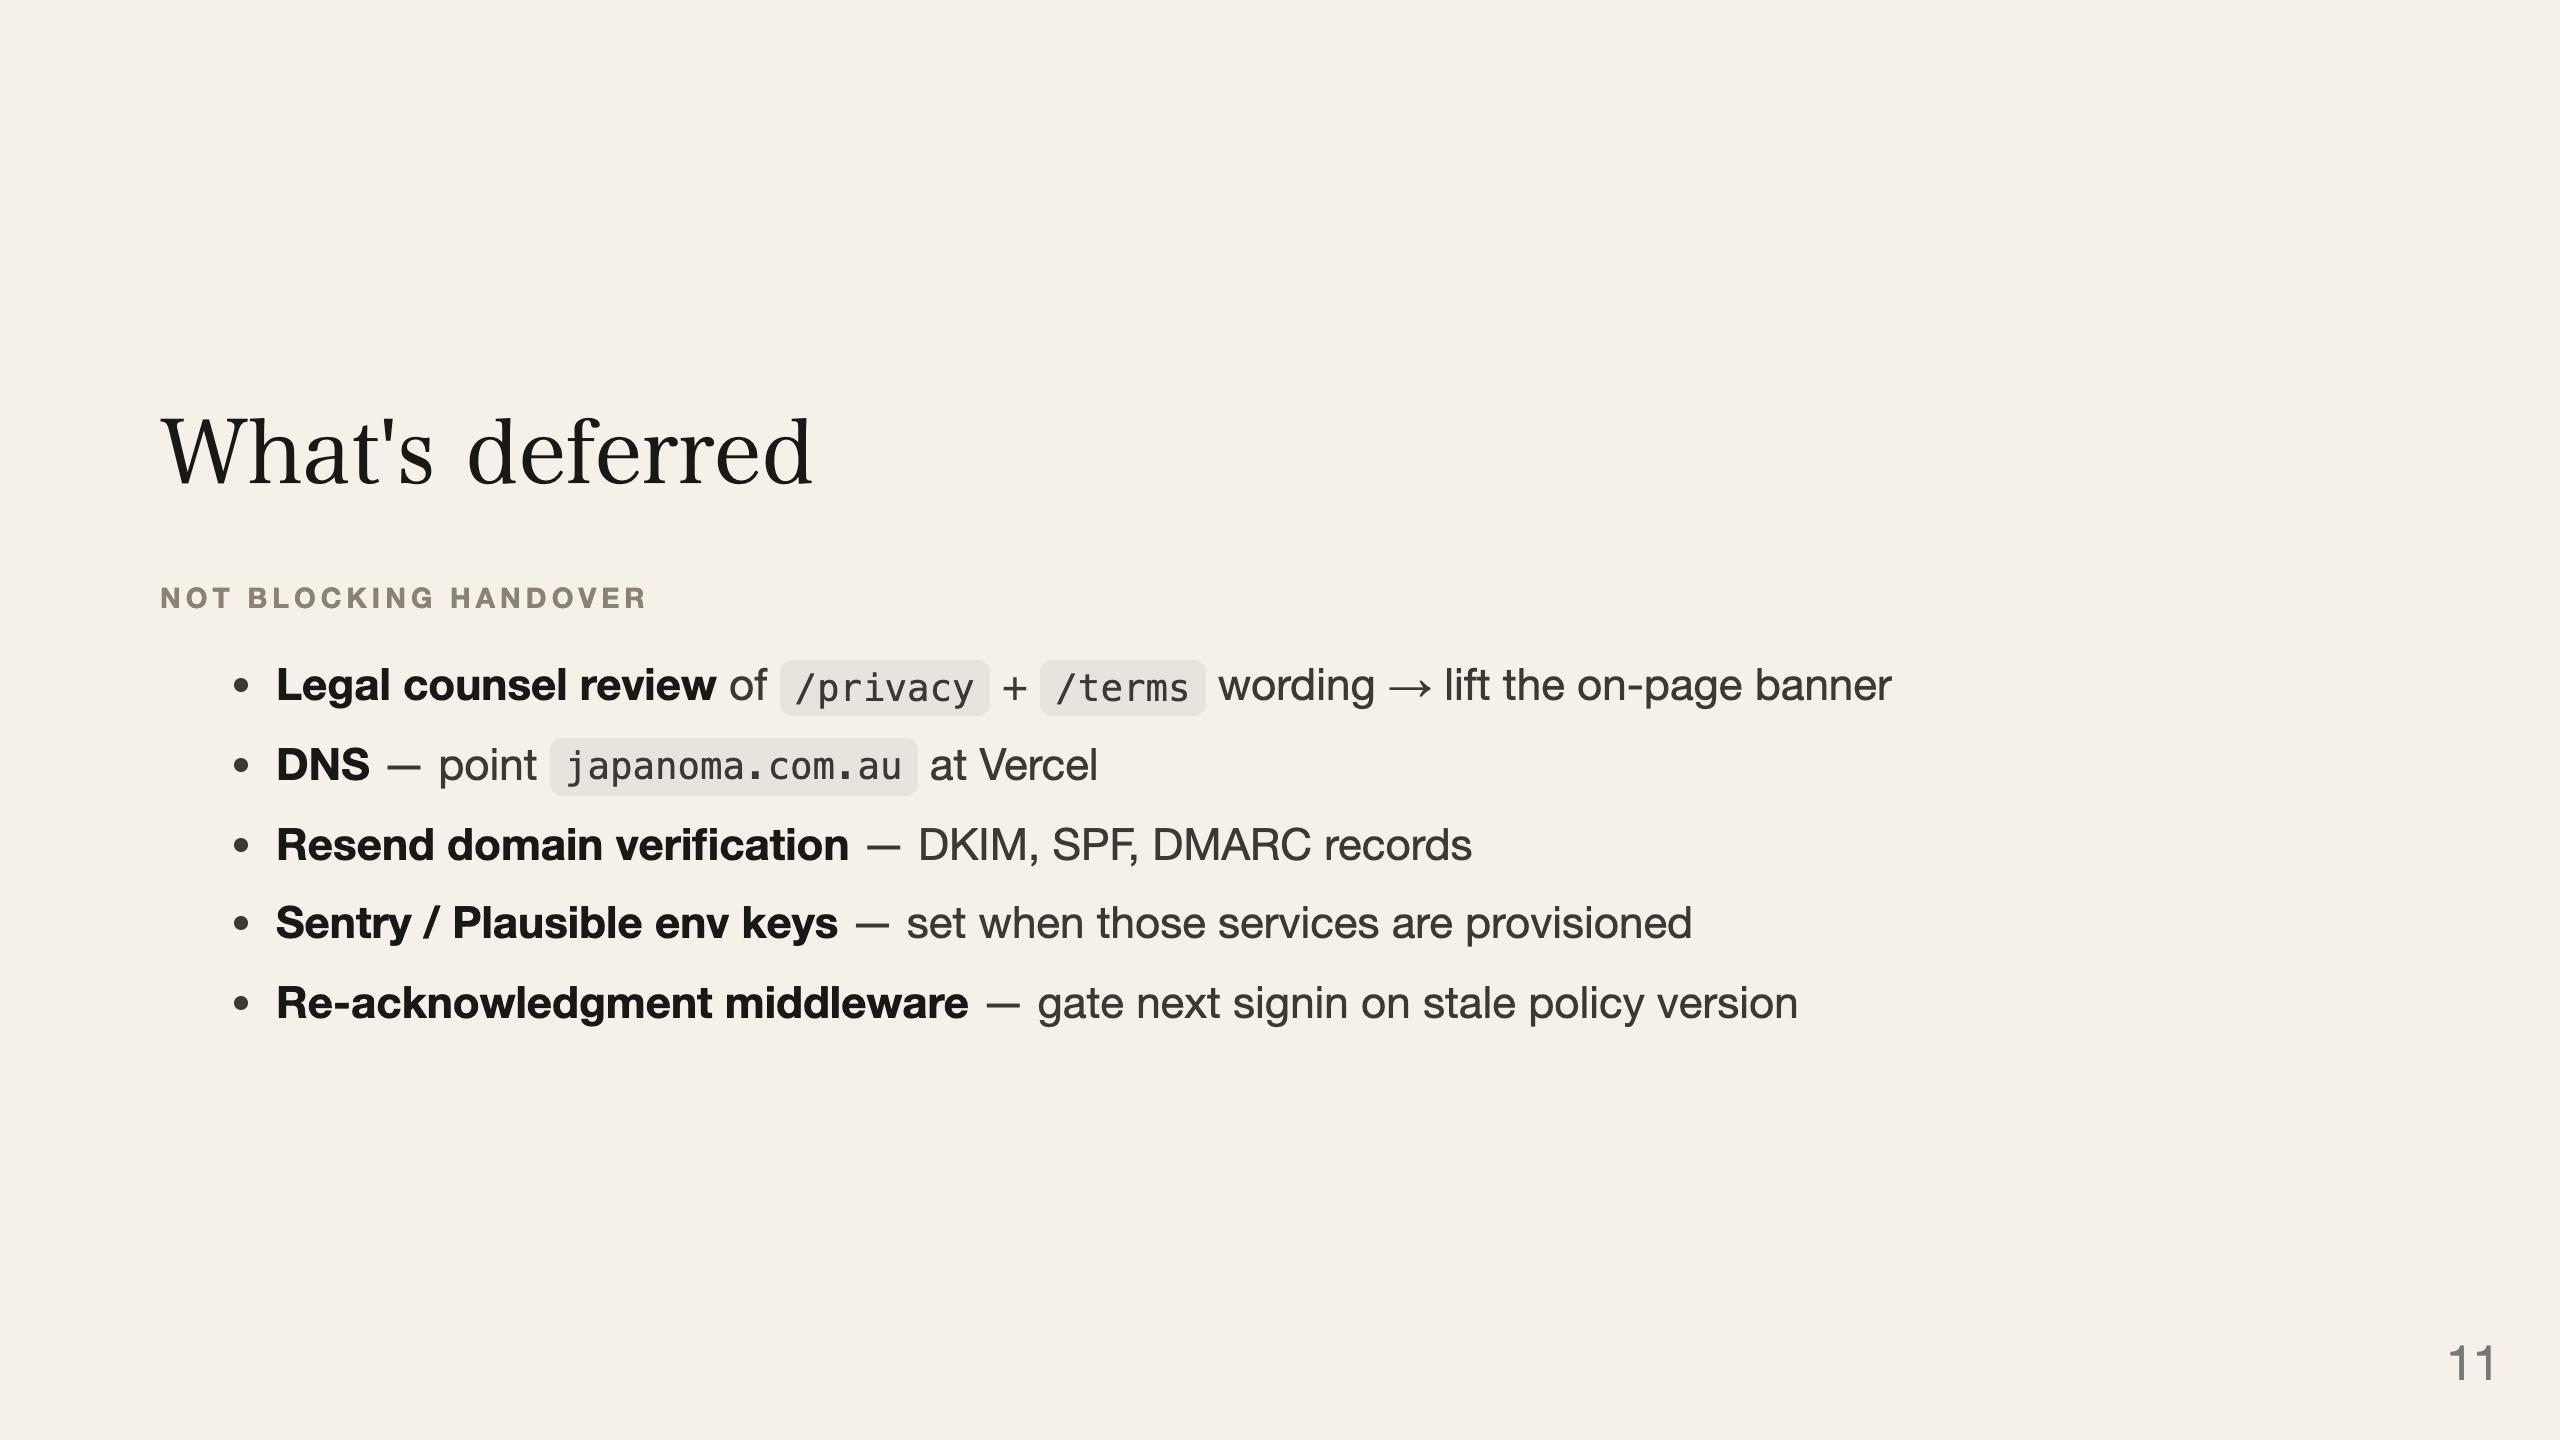 What's deferred
NOT BLOCKING HANDOVER
• Legal counsel review of /privacy + /terms wording → lift the on-page banner
• DNS — point japanoma.com.au at Vercel
• Resend domain verification — DKIM, SPF, DMARC records
• Sentry / Plausible env keys — set when those services are provisioned
• Re-acknowledgment middleware — gate next signin on stale policy version
11